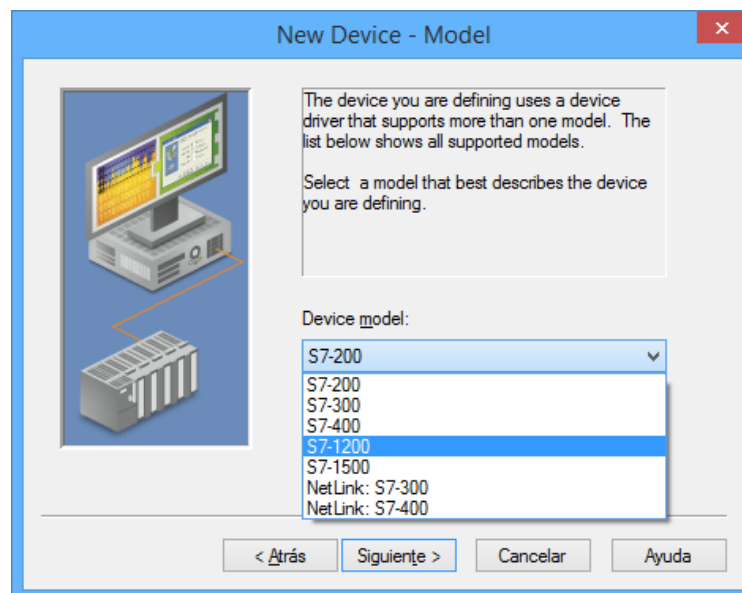 New Device - Model
The device you are defining uses a device
driver that supports more than one model. The
list below shows all supported models.
Select a model that best describes the device
you are defining.
Device model:
S7-200
S7-200
S7-300
S7-400
S7-1200
S7-1500
NetLink: S7-300
NetLink: S7-400
< Atrás
Siguiente >
Cancelar
Ayuda